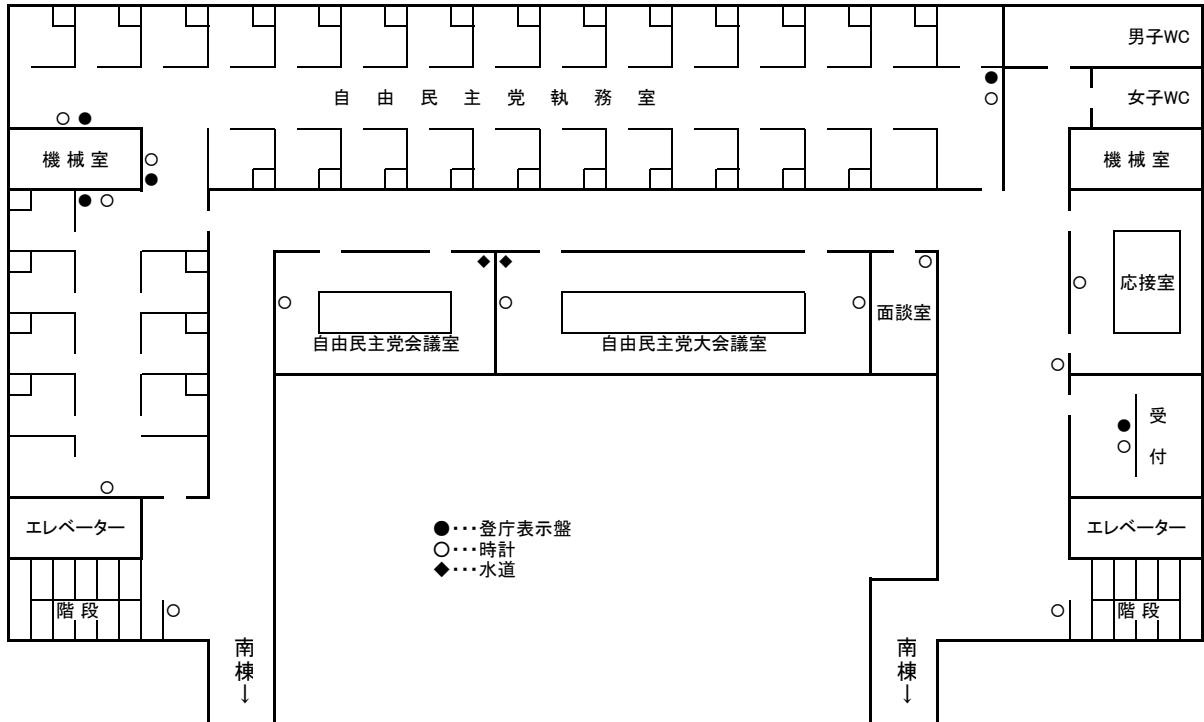 男子WC
自由民主党執務室
女子WC
機械室
機械室
応接室
面談室
自由民主党会議室
自由民主党大会議室
受付
エレベーター
●・・・登庁表示盤
○・・・時計
◆・・・水道
エレベーター
階段
階段
南棟↓
南棟↓